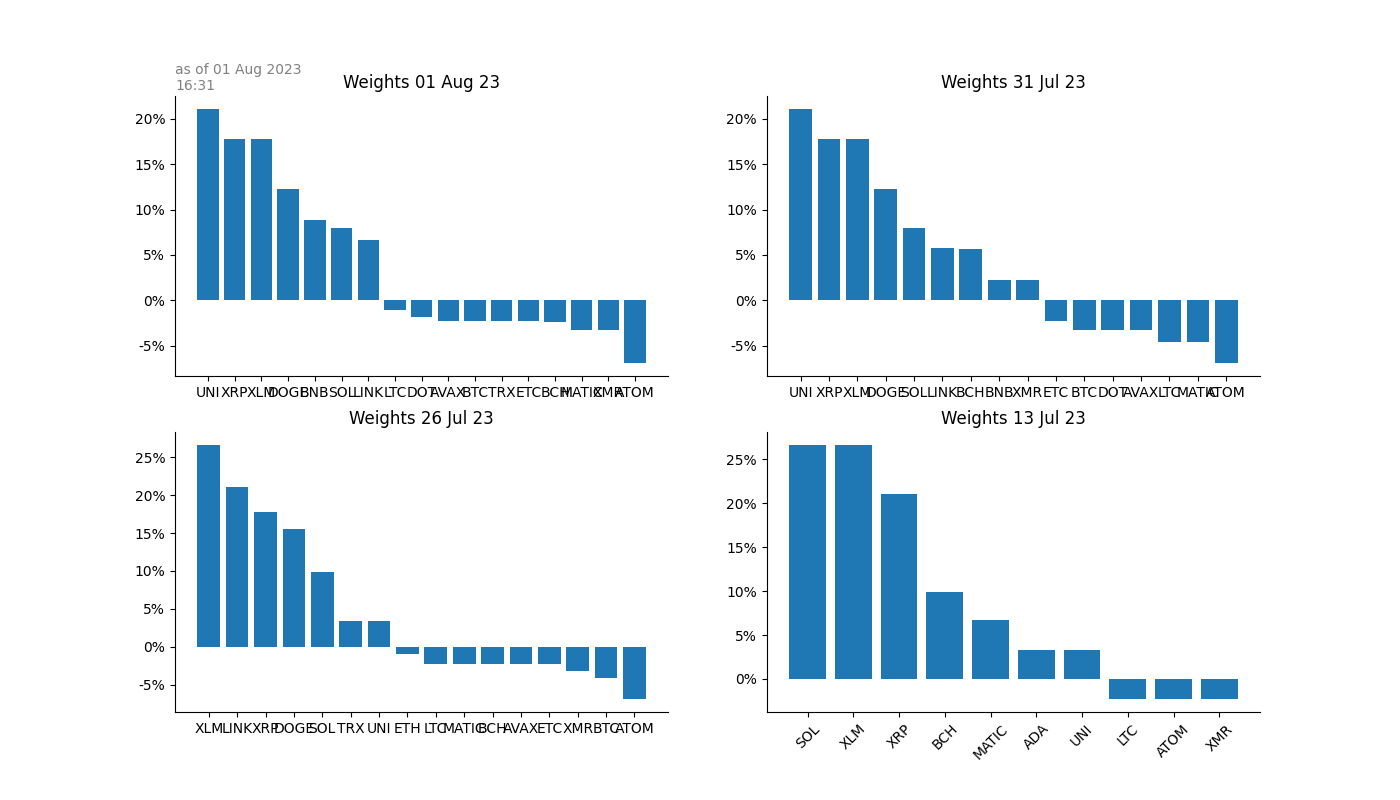 as of 01 Aug 2023
16:31
Weights 01 Aug 23
20%
15%
10%
5%
0%
-5%
UNI XRP XLM DOGE BNB SOL LINK LTC DOT AVAX BTC TRX ETC BCH MATIC XMR ATOM
Weights 31 Jul 23
20%
15%
10%
5%
0%
-5%
UNI XRP XLM DOGE SOL LINK BCH BNB XMR ETC BTC DOT AVAX LTC MATIC ATOM
Weights 26 Jul 23
25%
20%
15%
10%
5%
0%
-5%
XLM LINK XRP DOGE SOL TRX UNI ETH LTC MATIC BCH AVAX ETC XMR BTC ATOM
Weights 13 Jul 23
25%
20%
15%
10%
5%
0%
SOL XLM XRP BCH MATIC ADA UNI LTC ATOM XMR